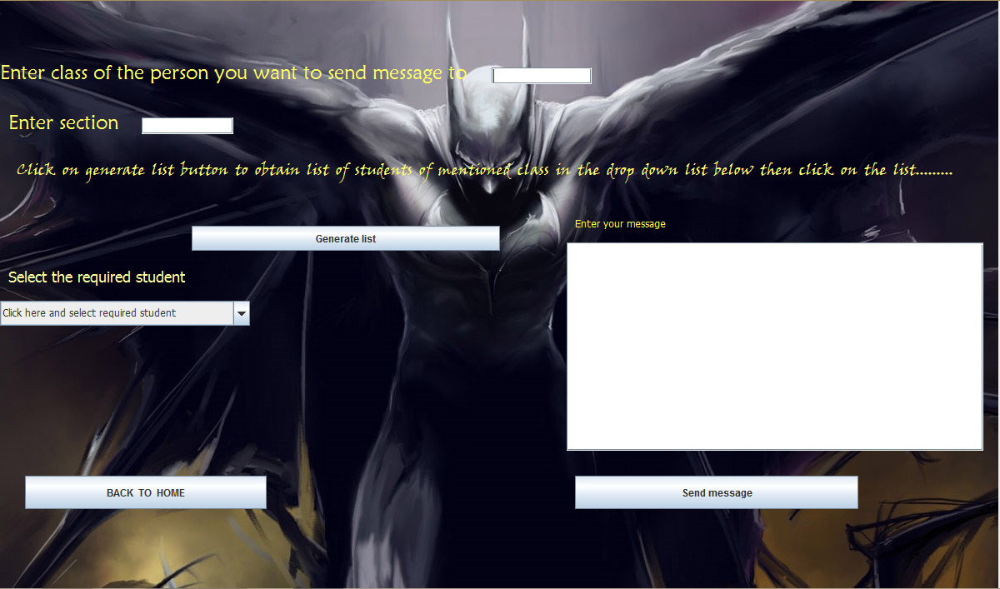 Enter class of the person you want to send message to
Enter section
Click on generate list button to obtain list of students of mentioned class in the drop down list below then click on the list.........
Enter your message
Generate list
Select the required student
Click here and select required student
BACK TO HOME
Send message